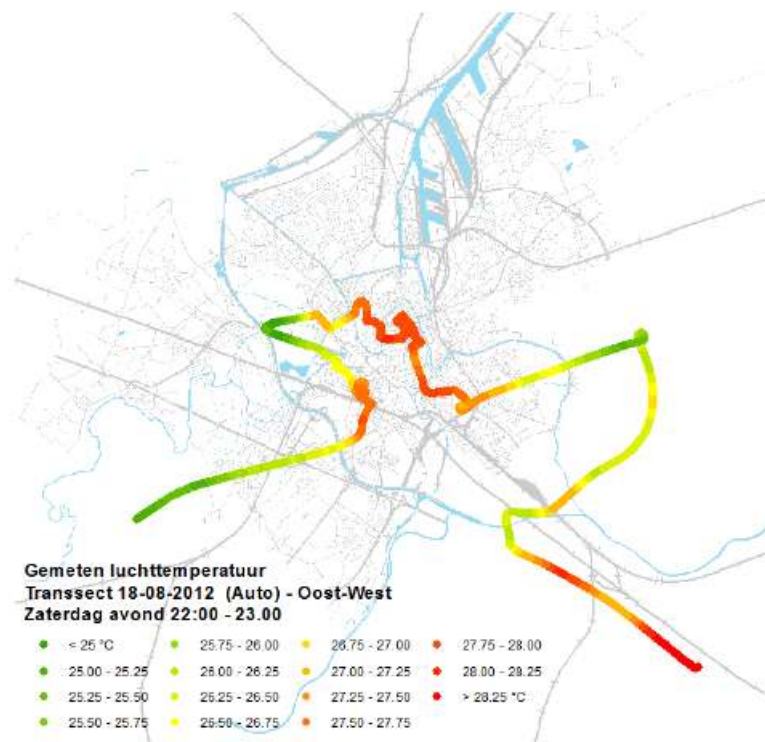 Gemeten luchttemperatuur
Transsect 18-08-2012 (Auto) - Oost-West
Zaterdag avond 22:00 - 23.00
< 25 °C 25.75 - 26.00 26.75 - 27.00 27.75 - 28.00
25.00 - 25.25 26.00 - 26.25 27.00 - 27.25 28.00 - 28.25
25.25 - 25.50 26.25 - 26.50 27.25 - 27.50 > 28.25 °C
25.50 - 25.75 26.50 - 26.75 27.50 - 27.75